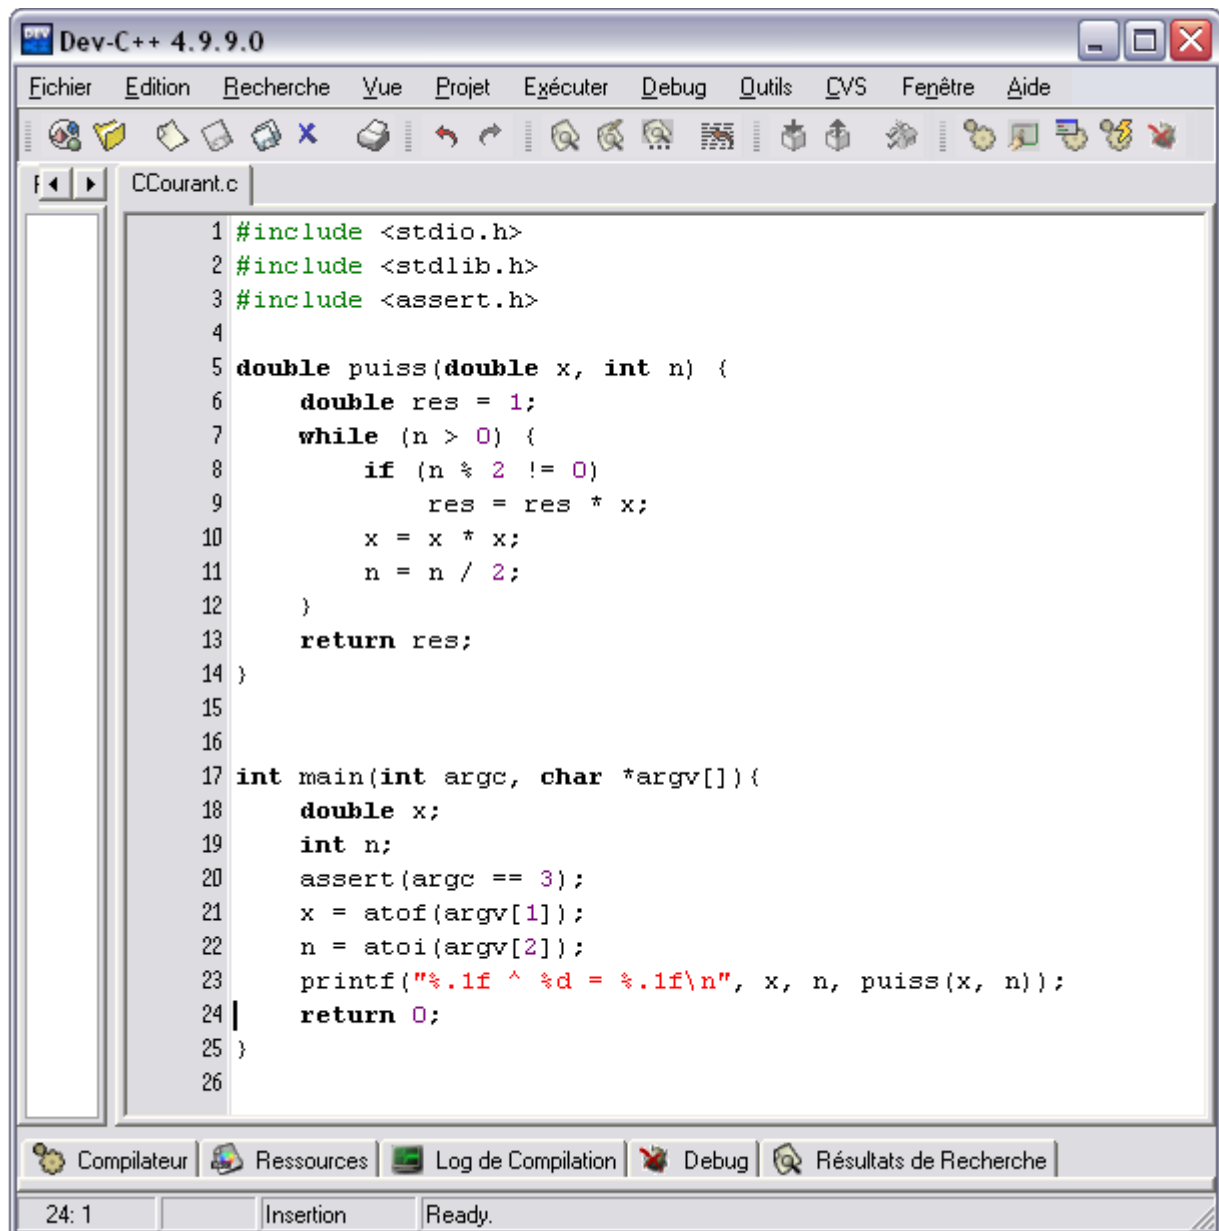 Dev-C++ 4.9.9.0
Fichier Edition Recherche Vue Projet Exécuter Debug Outils CVS Fenêtre Aide
CCourant.c
1 #include <stdio.h>
2 #include <stdlib.h>
3 #include <assert.h>
4
5 double puiss(double x, int n) {
6     double res = 1;
7     while (n > 0) {
8         if (n % 2 != 0)
9             res = res * x;
10         x = x * x;
11         n = n / 2;
12     }
13     return res;
14 }
15
16
17 int main(int argc, char *argv[]){
18     double x;
19     int n;
20     assert(argc == 3);
21     x = atof(argv[1]);
22     n = atoi(argv[2]);
23     printf("%.1f ^ %d = %.1f\n", x, n, puiss(x, n));
24     return 0;
25 }
26
Compilateur Ressources Log de Compilation Debug Résultats de Recherche
24: 1 Insertion Ready.